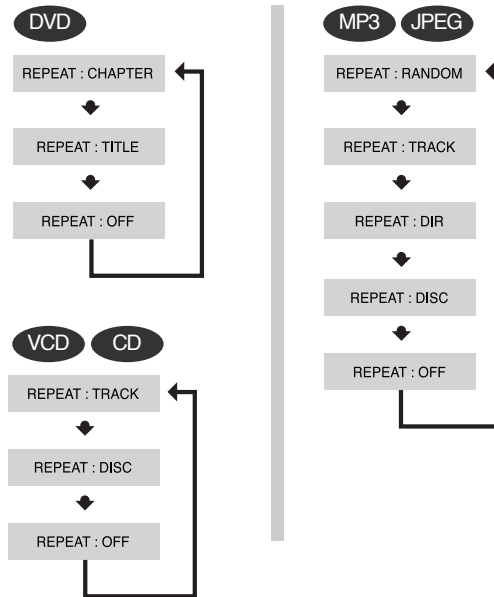 DVD
REPEAT : CHAPTER
REPEAT : TITLE
REPEAT : OFF
VCD CD
REPEAT : TRACK
REPEAT : DISC
REPEAT : OFF
MP3 JPEG
REPEAT : RANDOM
REPEAT : TRACK
REPEAT : DIR
REPEAT : DISC
REPEAT : OFF